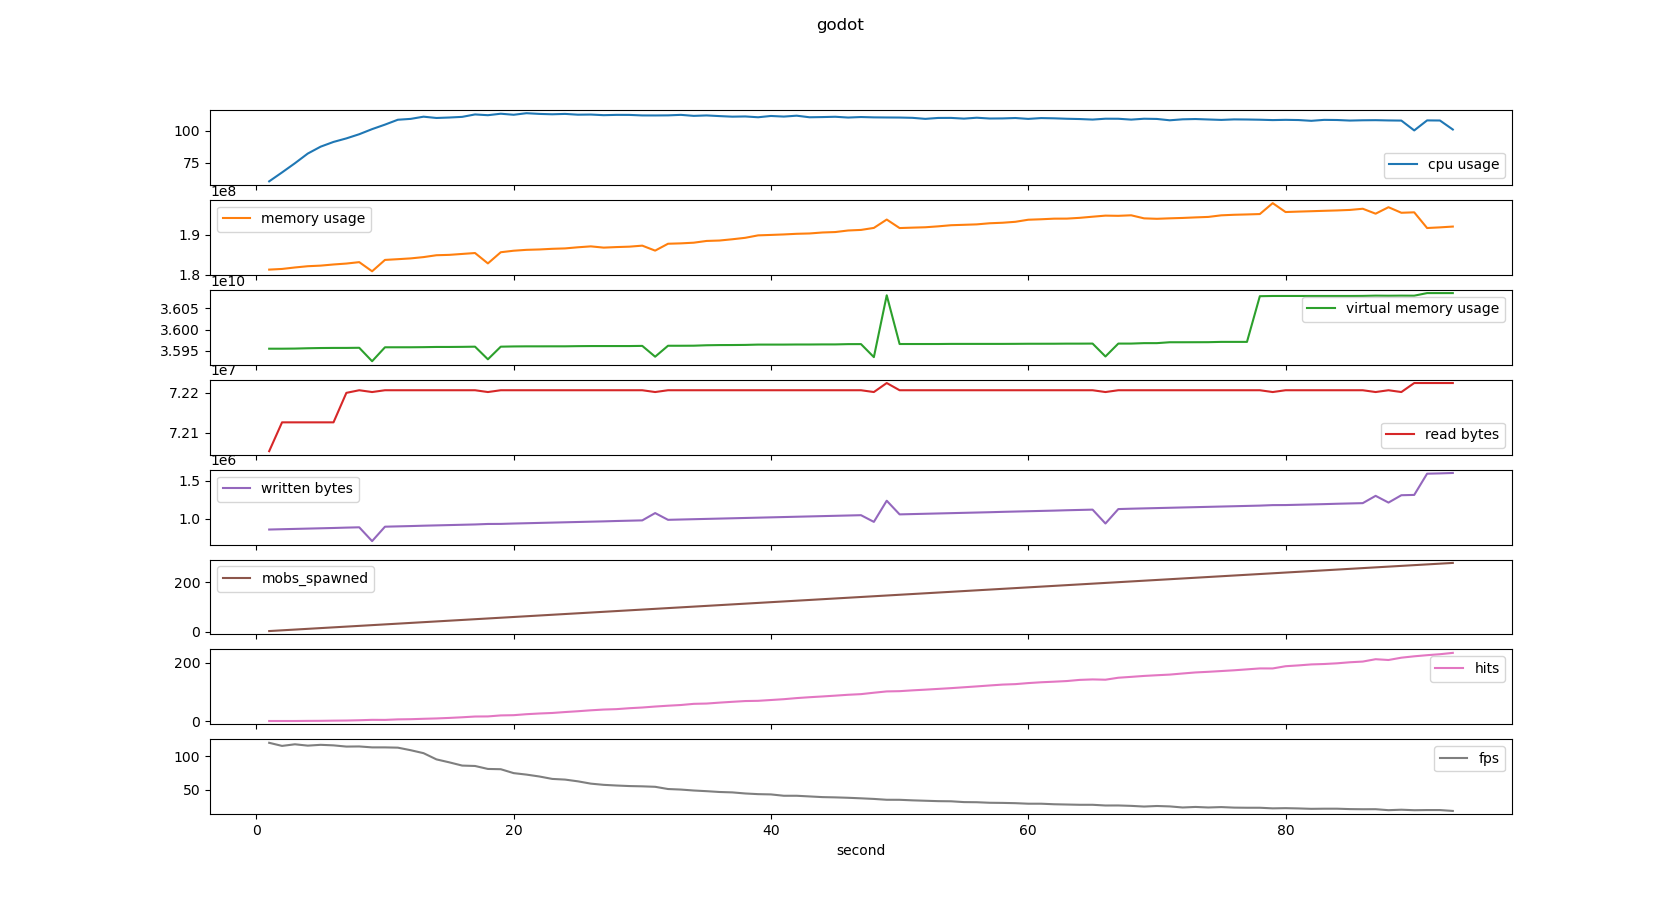 godot
100
75
cpu usage
1e8
memory usage
1.9
1.8
1e10
3.605
3.600
3.595
virtual memory usage
1e7
7.22
7.21
read bytes
1e6
1.5
1.0
written bytes
200
0
mobs_spawned
200
0
hits
100
50
fps
0 20 40 60 80
second